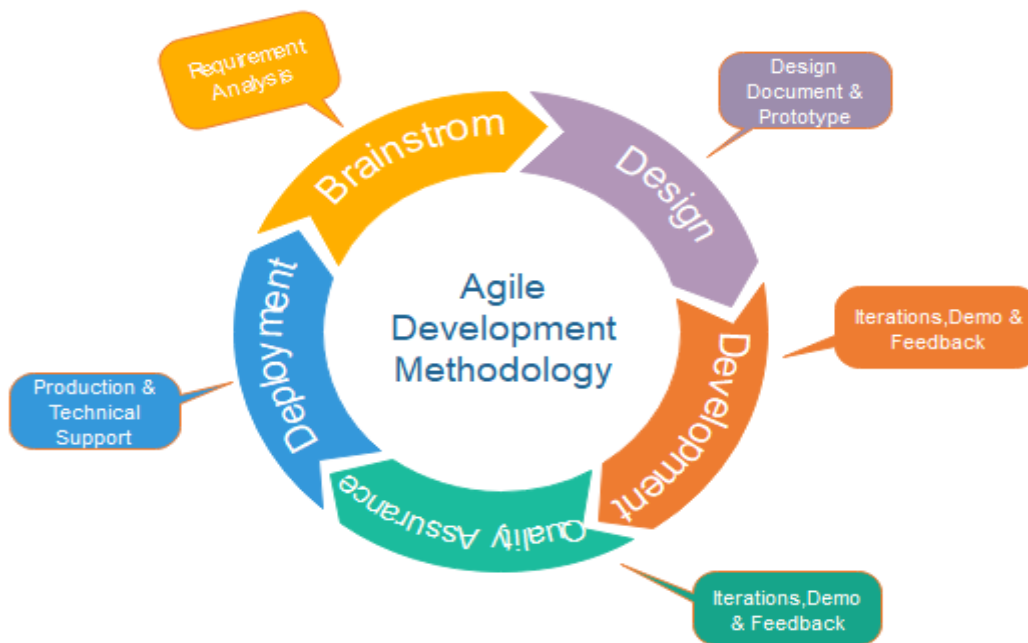 Requirement
Analysis
Brainstrom
Design
Document &
Prototype
Design
Agile
Development
Methodology
Iterations,Demo &
Feedback
Development
Production &
Technical
Support
Deployment
Quality Assurance
Iterations,Demo
& Feedback